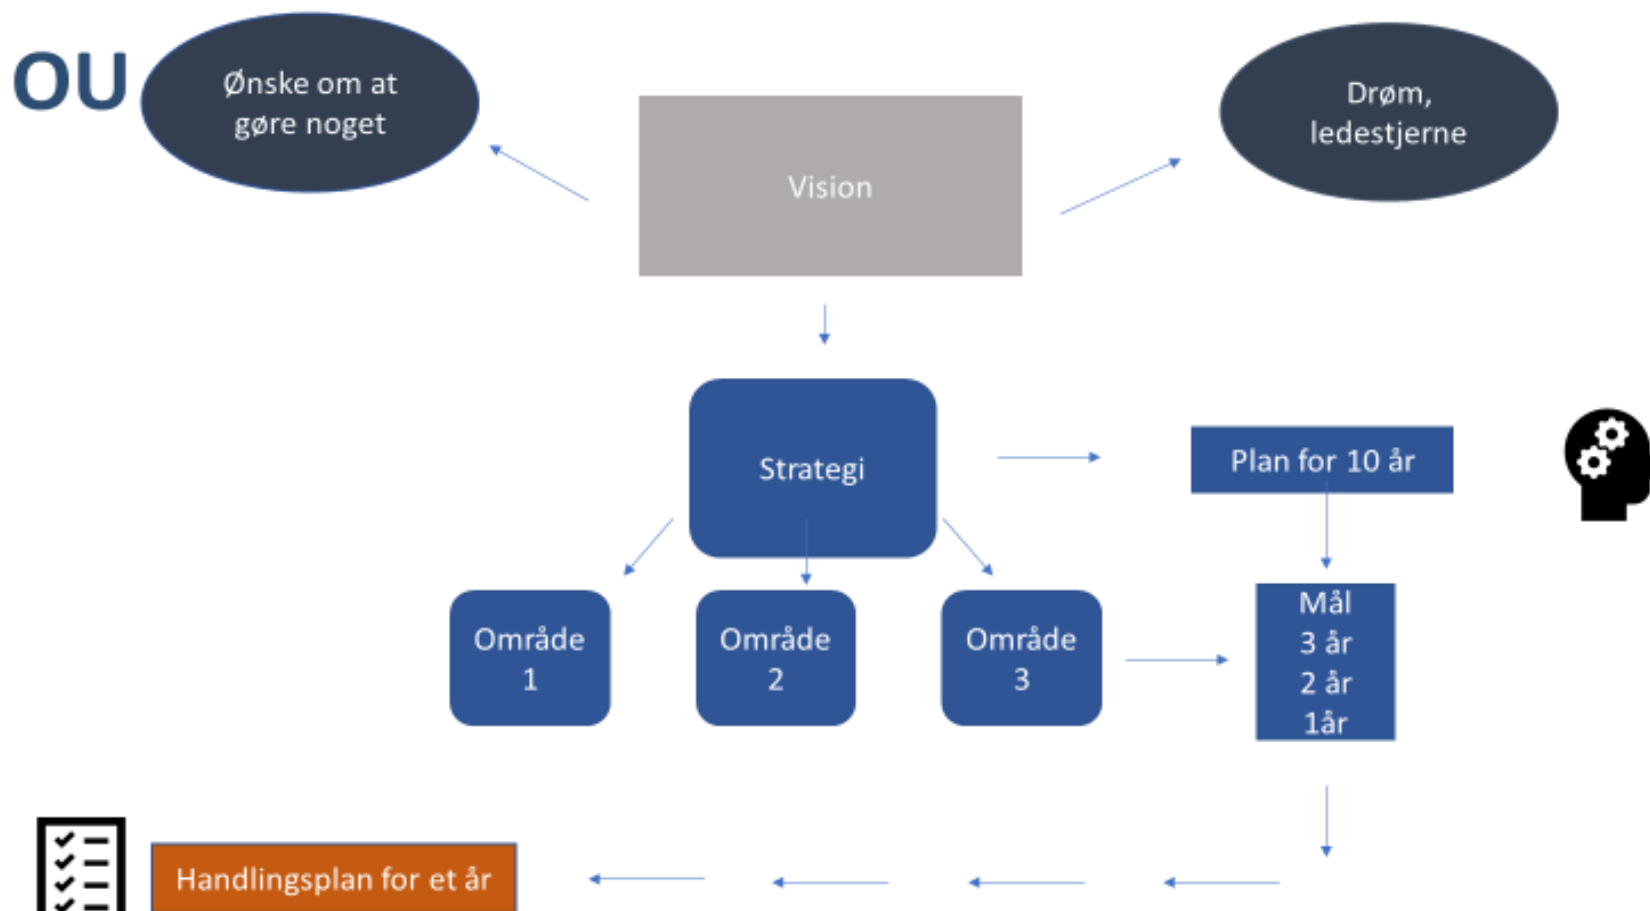 OU
Ønske om at
gøre noget
Vision
Drøm,
ledestjerne
Strategi
Plan for 10 år
Område
1
Område
2
Område
3
Mål
3 år
2 år
1år
Handlingsplan for et år